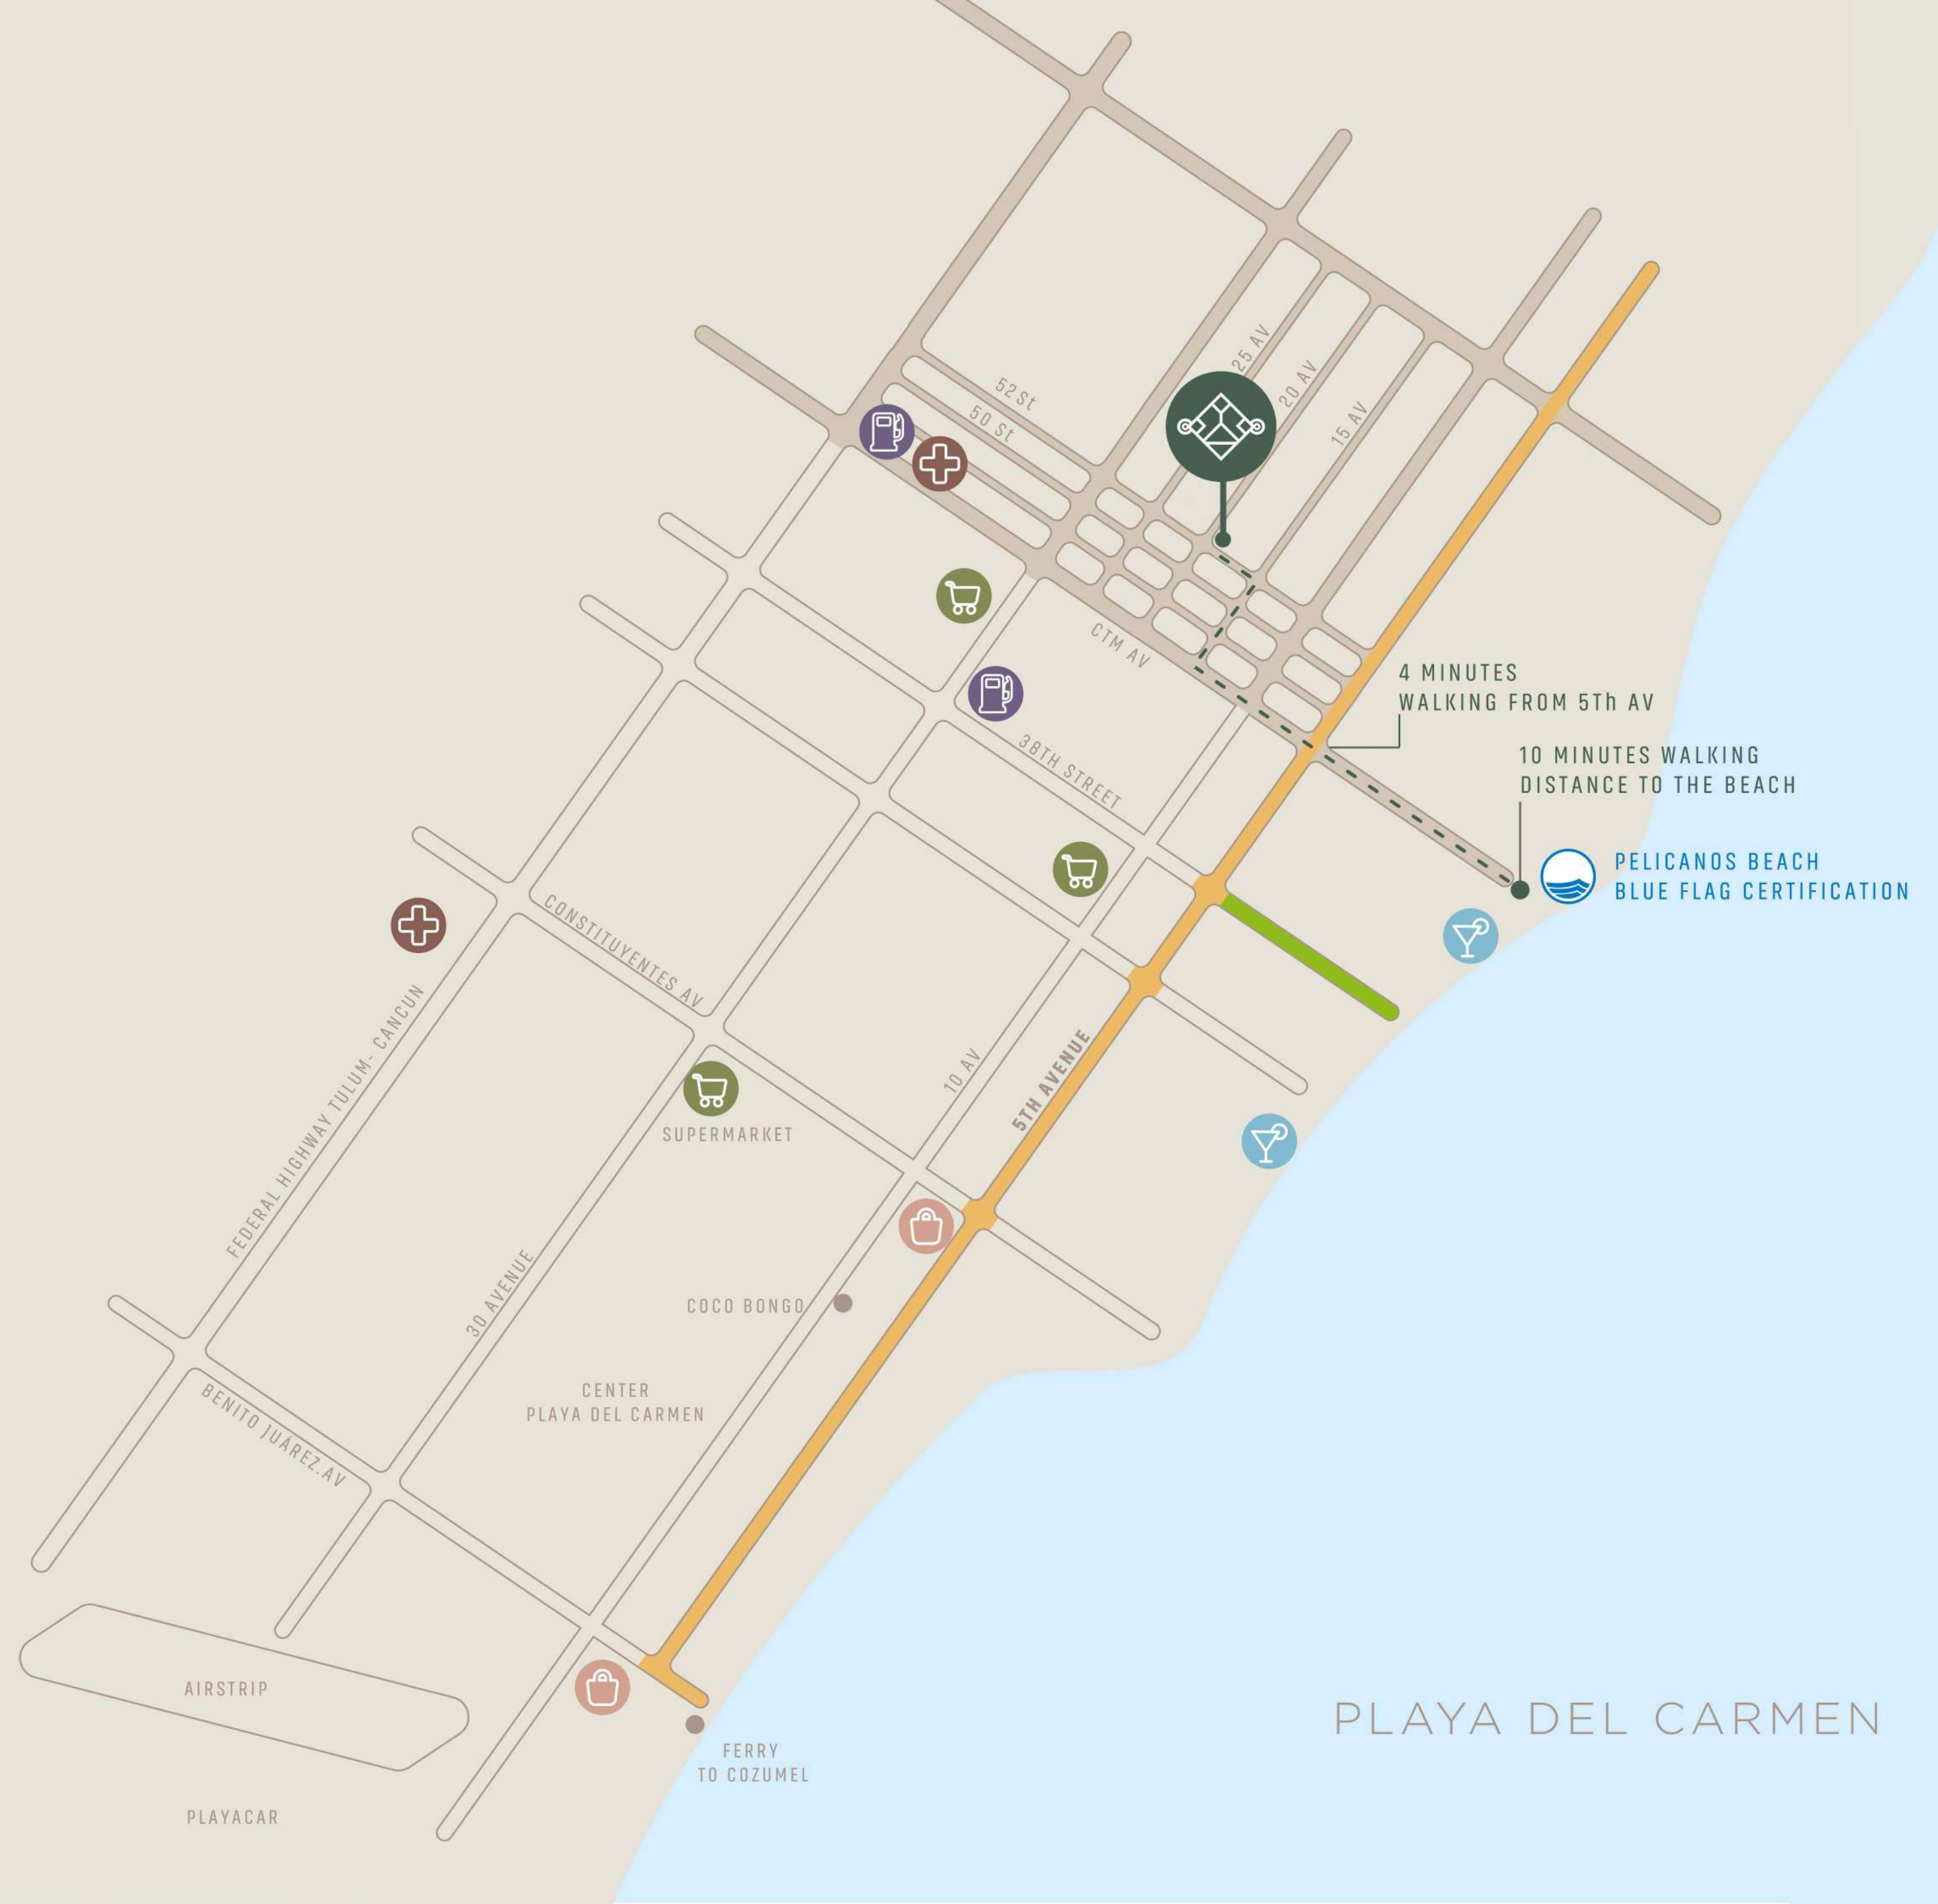 25 AV
20 AV
15 AV
52 St
50 St
CTM AV
4 MINUTES
WALKING FROM 5Th AV
10 MINUTES WALKING
DISTANCE TO THE BEACH
38TH STREET
PELICANOS BEACH
BLUE FLAG CERTIFICATION
CONSTITUYENTES AV
FEDERAL HIGHWAY TULUM- CANCUN
10 AV
5TH AVENUE
SUPERMARKET
30 AVENUE
COCO BONGO
CENTER
PLAYA DEL CARMEN
BENITO JUÁREZ.AV
AIRSTRIP
PLAYA DEL CARMEN
FERRY
TO COZUMEL
PLAYACAR